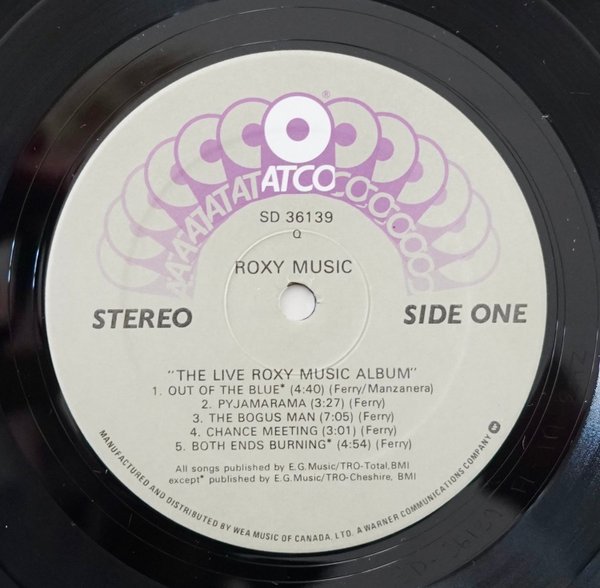 ATCO
®
SD 36139
Q
ROXY MUSIC
STEREO
SIDE ONE
"THE LIVE ROXY MUSIC ALBUM"
1. OUT OF THE BLUE* (4:40) (Ferry/Manzanera)
2. PYJAMARAMA (3:27) (Ferry)
3. THE BOGUS MAN (7:05) (Ferry)
4. CHANCE MEETING (3:01) (Ferry)
5. BOTH ENDS BURNING* (4:54) (Ferry)
All songs published by E.G. Music/TRO-Total, BMI
except* published by E.G. Music/TRO-Cheshire, BMI
MANUFACTURED AND DISTRIBUTED BY WEA MUSIC OF CANADA, LTD. A WARNER COMMUNICATIONS COMPANY